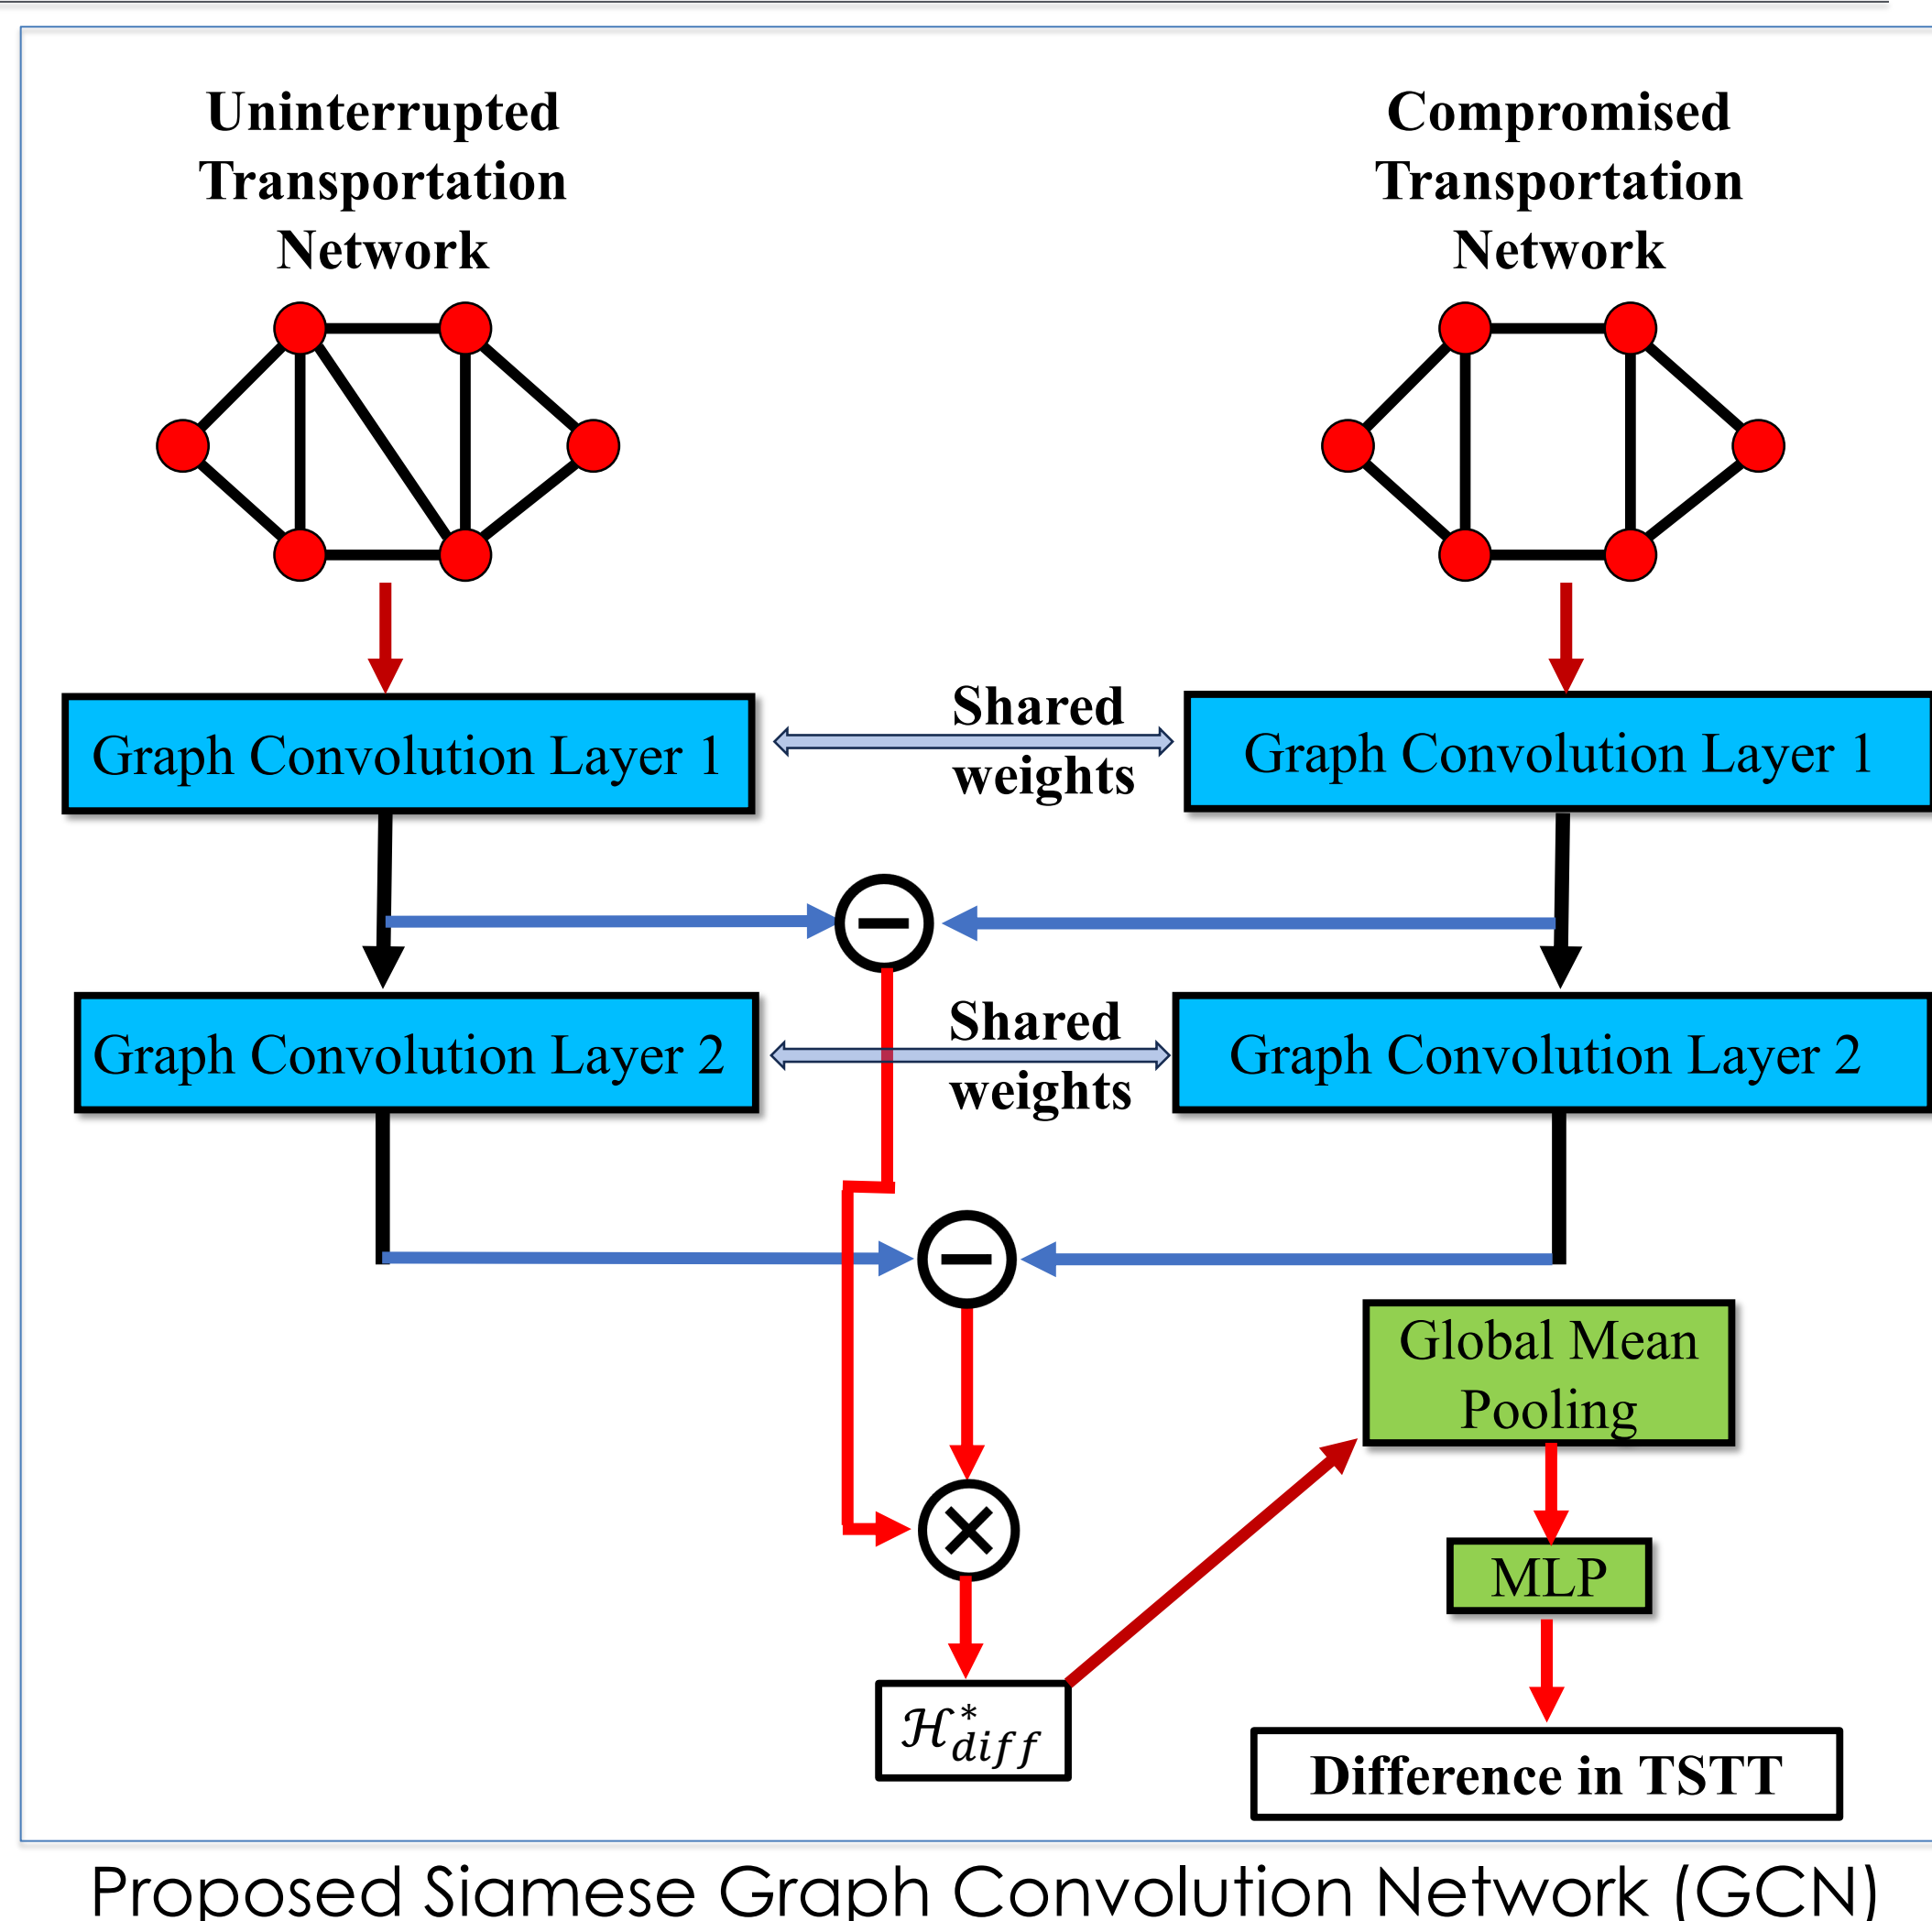 Uninterrupted
Transportation
Network
Compromised
Transportation
Network
Graph Convolution Layer 1
Shared
weights
Graph Convolution Layer 1
−
Graph Convolution Layer 2
Shared
weights
Graph Convolution Layer 2
−
Global Mean
Pooling
×
MLP
ℋ*diff
Difference in TSTT
Proposed Siamese Graph Convolution Network (GCN)